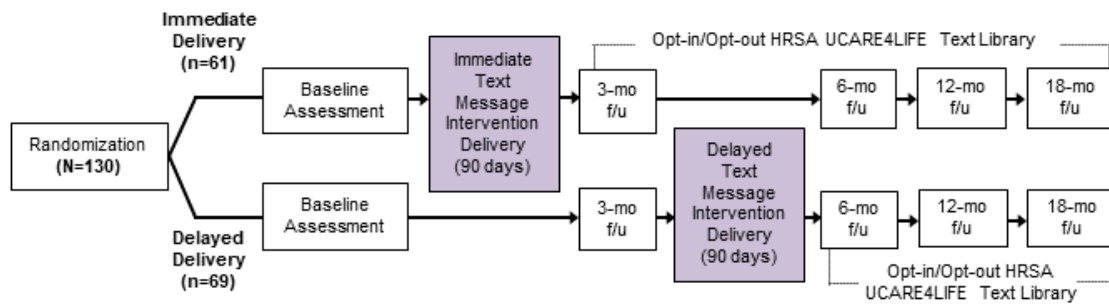 Immediate
Delivery
(n=61)
Opt-in/Opt-out HRSA UCARE4LIFE Text Library
Baseline
Assessment
Immediate
Text
Message
Intervention
Delivery
(90 days)
3-mo
f/u
6-mo
f/u
12-mo
f/u
18-mo
f/u
Randomization
(N=130)
Baseline
Assessment
3-mo
f/u
Delayed
Text
Message
Intervention
Delivery
(90 days)
6-mo
f/u
12-mo
f/u
18-mo
f/u
Delayed
Delivery
(n=69)
Opt-in/Opt-out HRSA
UCARE4LIFE Text Library